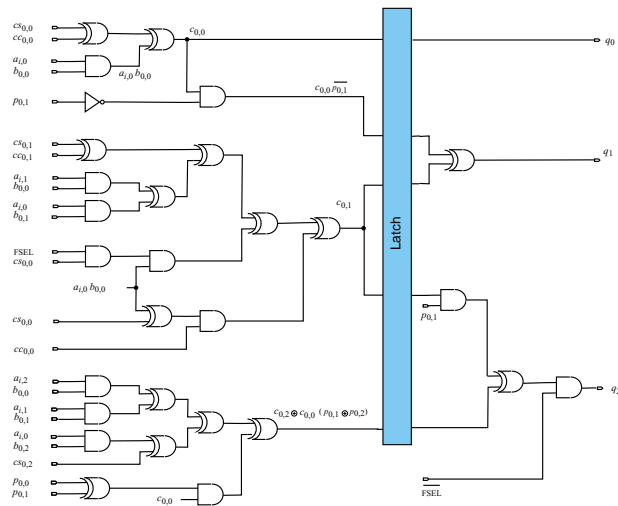 cs0,0
cc0,0
c0,0
q0
ai,0
b0,0
ai,0 b0,0
p0,1
c0,0 p0,1
cs0,1
cc0,1
q1
ai,1
b0,0
ai,0
b0,1
c0,1
Latch
FSEL
cs0,0
ai,0 b0,0
p0,1
cs0,0
cc0,0
ai,2
b0,0
q2
ai,1
b0,1
c0,2 ⊕ c0,0 (p0,1 ⊕ p0,2)
ai,0
b0,2
cs0,2
p0,0
p0,1
c0,0
FSEL